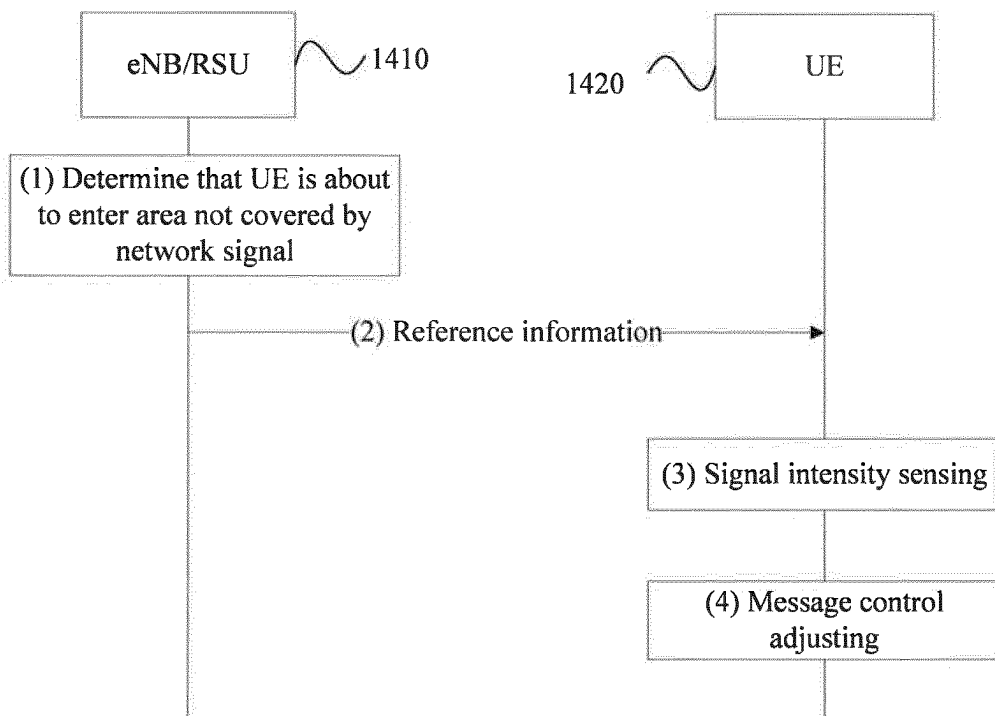 eNB/RSU
1410
1420
UE
(1) Determine that UE is about
to enter area not covered by
network signal
(2) Reference information
(3) Signal intensity sensing
(4) Message control
adjusting